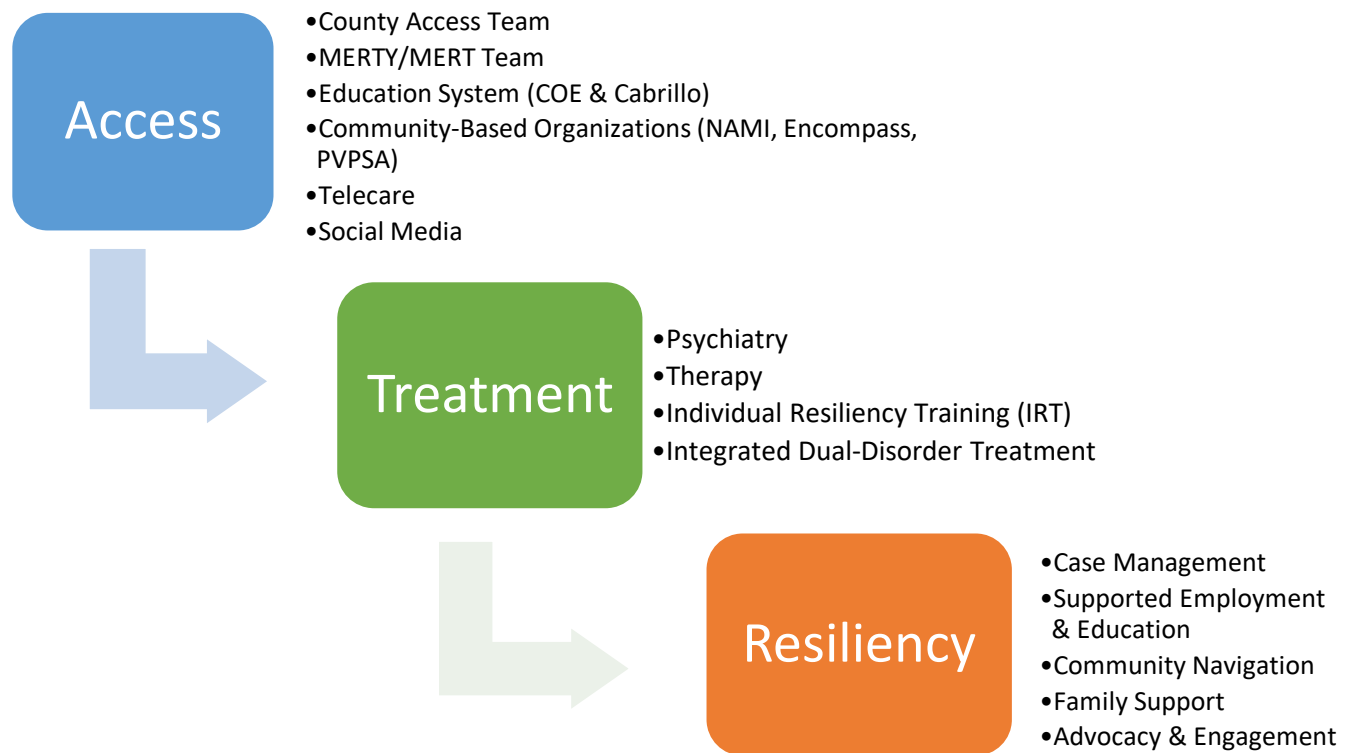 Access
•County Access Team
•MERTY/MERT Team
•Education System (COE & Cabrillo)
•Community-Based Organizations (NAMI, Encompass,
PVPSA)
•Telecare
•Social Media
Treatment
•Psychiatry
•Therapy
•Individual Resiliency Training (IRT)
•Integrated Dual-Disorder Treatment
Resiliency
•Case Management
•Supported Employment
& Education
•Community Navigation
•Family Support
•Advocacy & Engagement